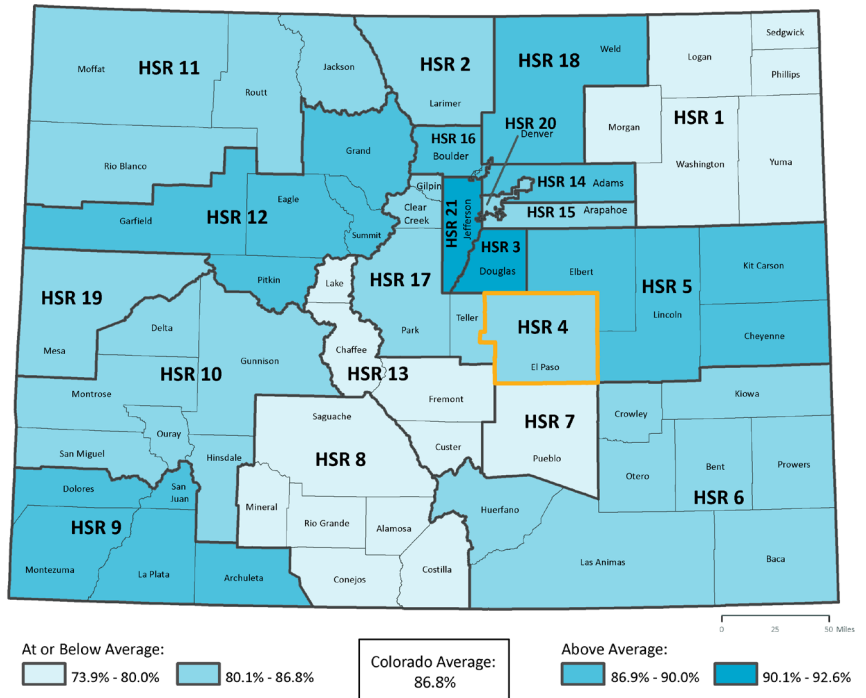 Sedgwick
HSR 18
Weld
Logan
HSR 2
Jackson
HSR 11
Moffat
Phillips
Routt
Larimer
HSR 1
HSR 20
Denver
Morgan
HSR 16
Boulder
Grand
Rio Blanco
Washington
Yuma
Gilpin
HSR 14
Adams
Eagle
Clear
Creek
HSR 21
Jefferson
HSR 15
Arapahoe
Garfield
HSR 12
Summit
HSR 3
Douglas
Elbert
Kit Carson
Pitkin
Lake
HSR 17
HSR 5
Lincoln
HSR 19
Teller
HSR 4
Delta
Park
Cheyenne
Mesa
Chaffee
Gunnison
El Paso
HSR 10
HSR 13
Montrose
Fremont
Kiowa
Saguache
Crowley
HSR 7
Ouray
Custer
San Miguel
Hinsdale
HSR 8
Pueblo
Bent
Prowers
Otero
Dolores
San
Juan
HSR 6
Mineral
Huerfano
HSR 9
Rio Grande
Alamosa
Las Animas
Baca
Montezuma
La Plata
Archuleta
Conejos
Costilla
0
25
50 Miles
At or Below Average:
73.9% - 80.0%
80.1% - 86.8%
Colorado Average:
86.8%
Above Average:
86.9% - 90.0%
90.1% - 92.6%